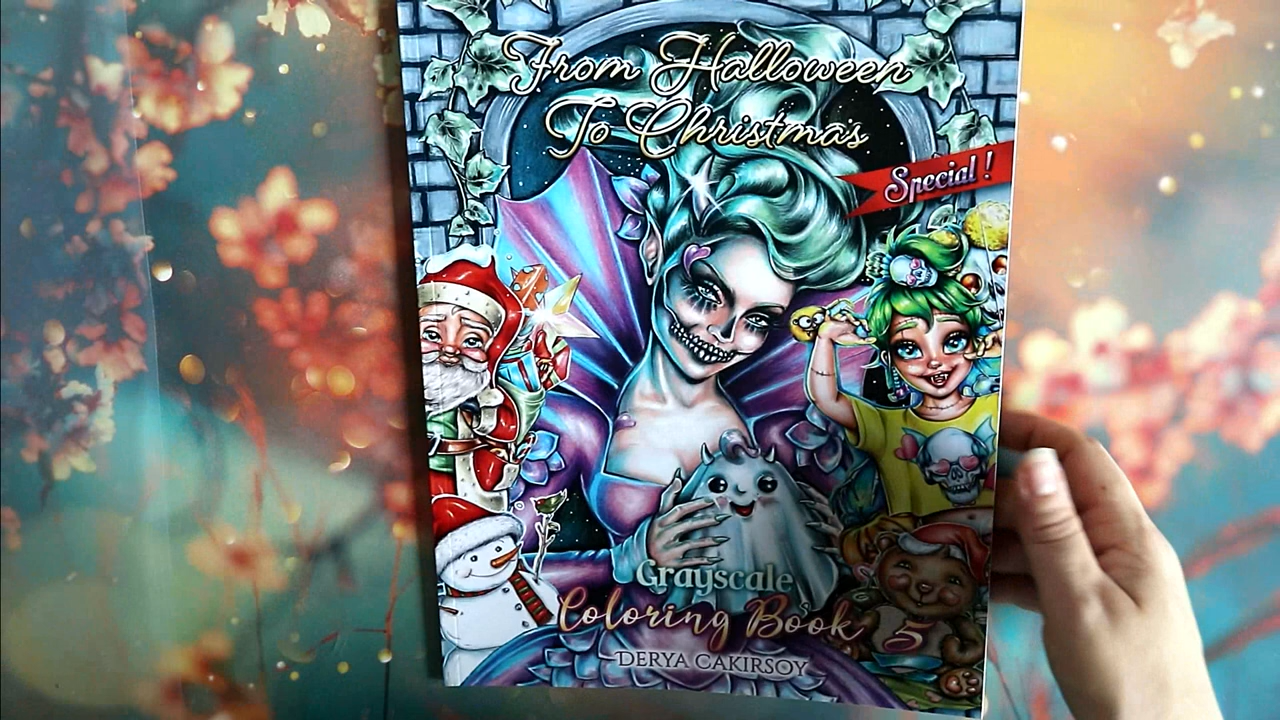 From Halloween
To Christmas
Special !
Grayscale
Coloring Book 5
DERYA CAKIRSOY